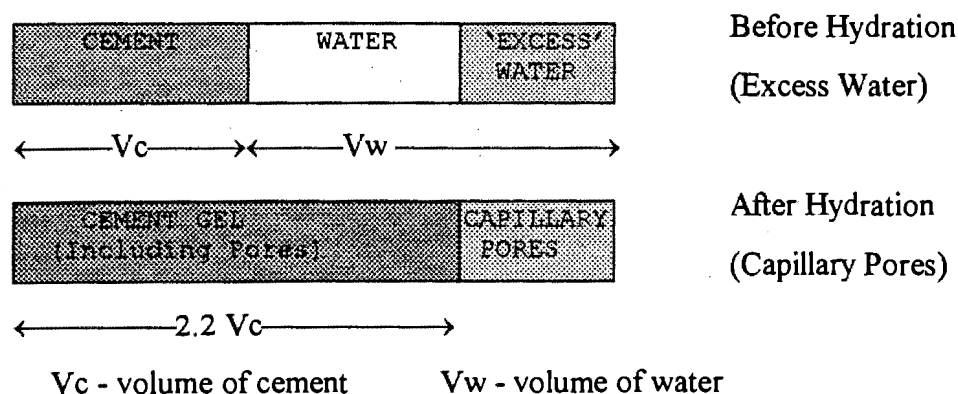 CEMENT WATER 'EXCESS' Before Hydration
WATER (Excess Water)
Vc Vw
CEMENT GEL CAPILLARY After Hydration
(Including Pores) PORES (Capillary Pores)
2.2 Vc
Vc - volume of cement Vw - volume of water